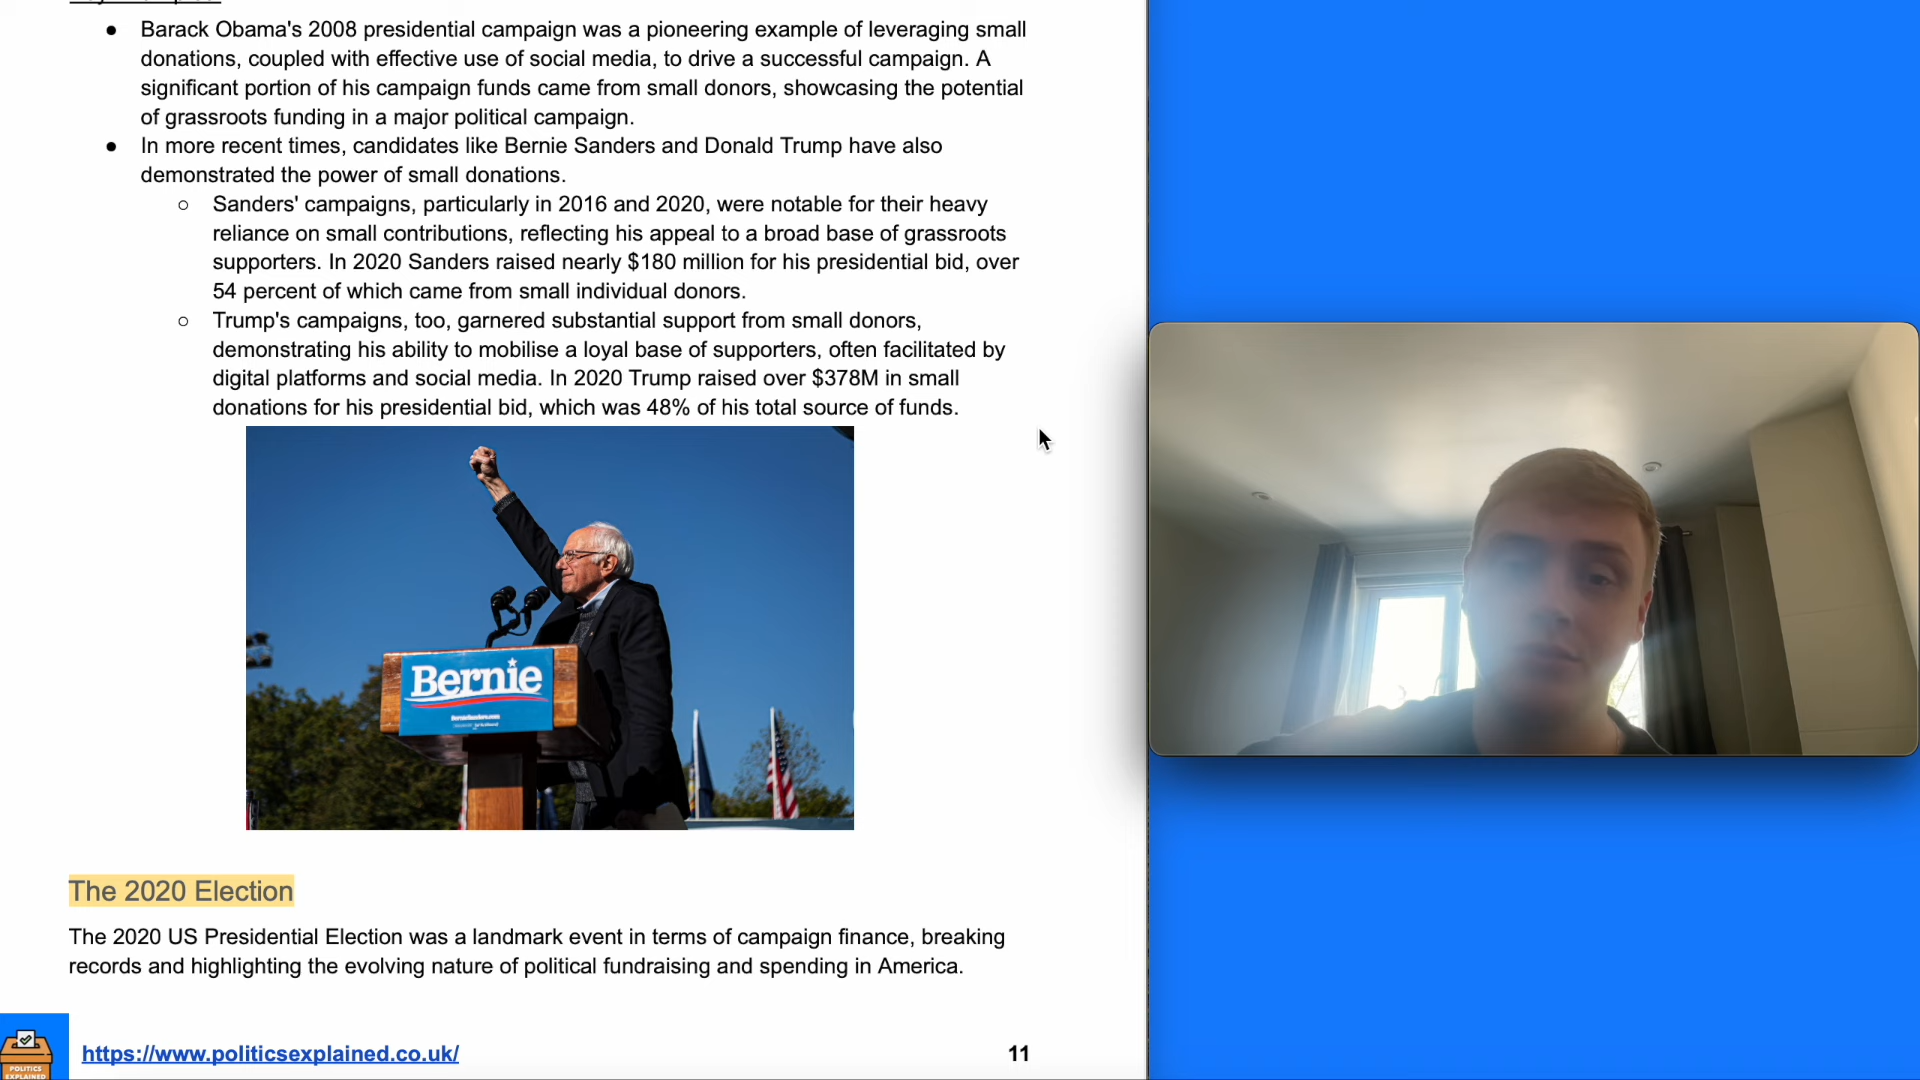 ● Barack Obama's 2008 presidential campaign was a pioneering example of leveraging small
donations, coupled with effective use of social media, to drive a successful campaign. A
significant portion of his campaign funds came from small donors, showcasing the potential
of grassroots funding in a major political campaign.
● In more recent times, candidates like Bernie Sanders and Donald Trump have also
demonstrated the power of small donations.
○ Sanders' campaigns, particularly in 2016 and 2020, were notable for their heavy
reliance on small contributions, reflecting his appeal to a broad base of grassroots
supporters. In 2020 Sanders raised nearly $180 million for his presidential bid, over
54 percent of which came from small individual donors.
○ Trump's campaigns, too, garnered substantial support from small donors,
demonstrating his ability to mobilise a loyal base of supporters, often facilitated by
digital platforms and social media. In 2020 Trump raised over $378M in small
donations for his presidential bid, which was 48% of his total source of funds.
Bernie
BernieSanders.com
The 2020 Election
The 2020 US Presidential Election was a landmark event in terms of campaign finance, breaking
records and highlighting the evolving nature of political fundraising and spending in America.
POLITICS
EXPLAINED
https://www.politicsexplained.co.uk/
11